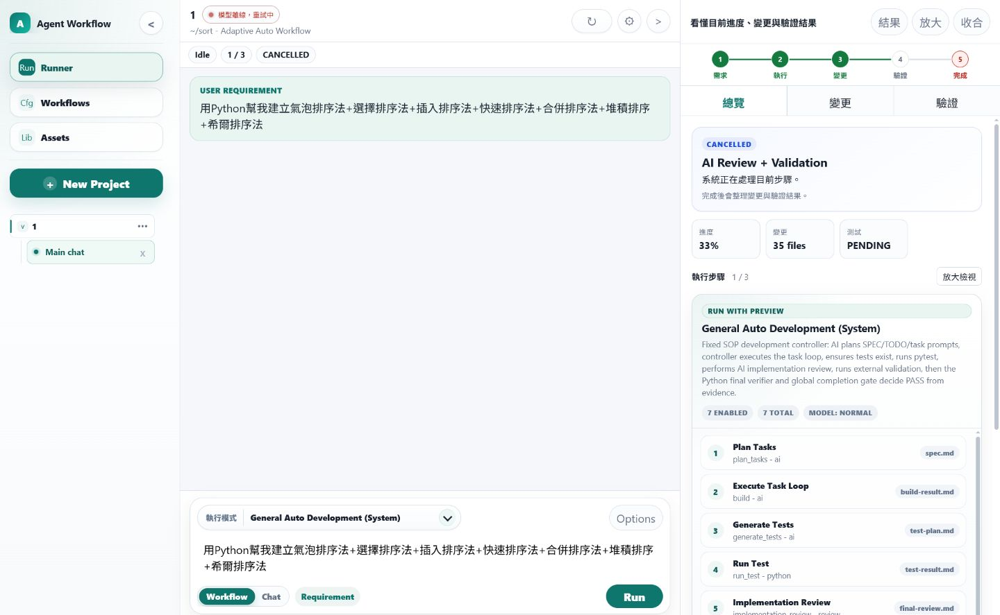 A Agent Workflow <
Run Runner
Cfg Workflows
Lib Assets
+ New Project
v 1 •••
Main chat x
1 模型離線，重試中
~/sort - Adaptive Auto Workflow
Idle 1 / 3 CANCELLED
USER REQUIREMENT
用Python幫我建立氣泡排序法+選擇排序法+插入排序法+快速排序法+合併排序法+堆積排序
+希爾排序法
執行模式 General Auto Development (System)
Options
用Python幫我建立氣泡排序法+選擇排序法+插入排序法+快速排序法+合併排序法+堆積排序
+希爾排序法
Workflow Chat Requirement
Run
看懂目前進度、變更與驗證結果
結果 放大 收合
1 2 3 4 5
需求 執行 變更 驗證 完成
總覽 變更 驗證
CANCELLED
AI Review + Validation
系統正在處理目前步驟。
完成後會整理變更與驗證結果。
進度 變更 測試
33% 35 files PENDING
執行步驟 1 / 3 放大檢視
RUN WITH PREVIEW
General Auto Development (System)
Fixed SOP development controller: AI plans SPEC/TODO/task prompts,
controller executes the task loop, ensures tests exist, runs pytest,
performs AI implementation review, runs external validation, then the
Python final verifier and global completion gate decide PASS from
evidence.
7 ENABLED 7 TOTAL MODEL: NORMAL
1 Plan Tasks spec.md
plan_tasks - ai
2 Execute Task Loop build-result.md
build - ai
3 Generate Tests test-plan.md
generate_tests - ai
4 Run Test test-result.md
run_test - python
5 Implementation Review final-review.md
implementation_review - review